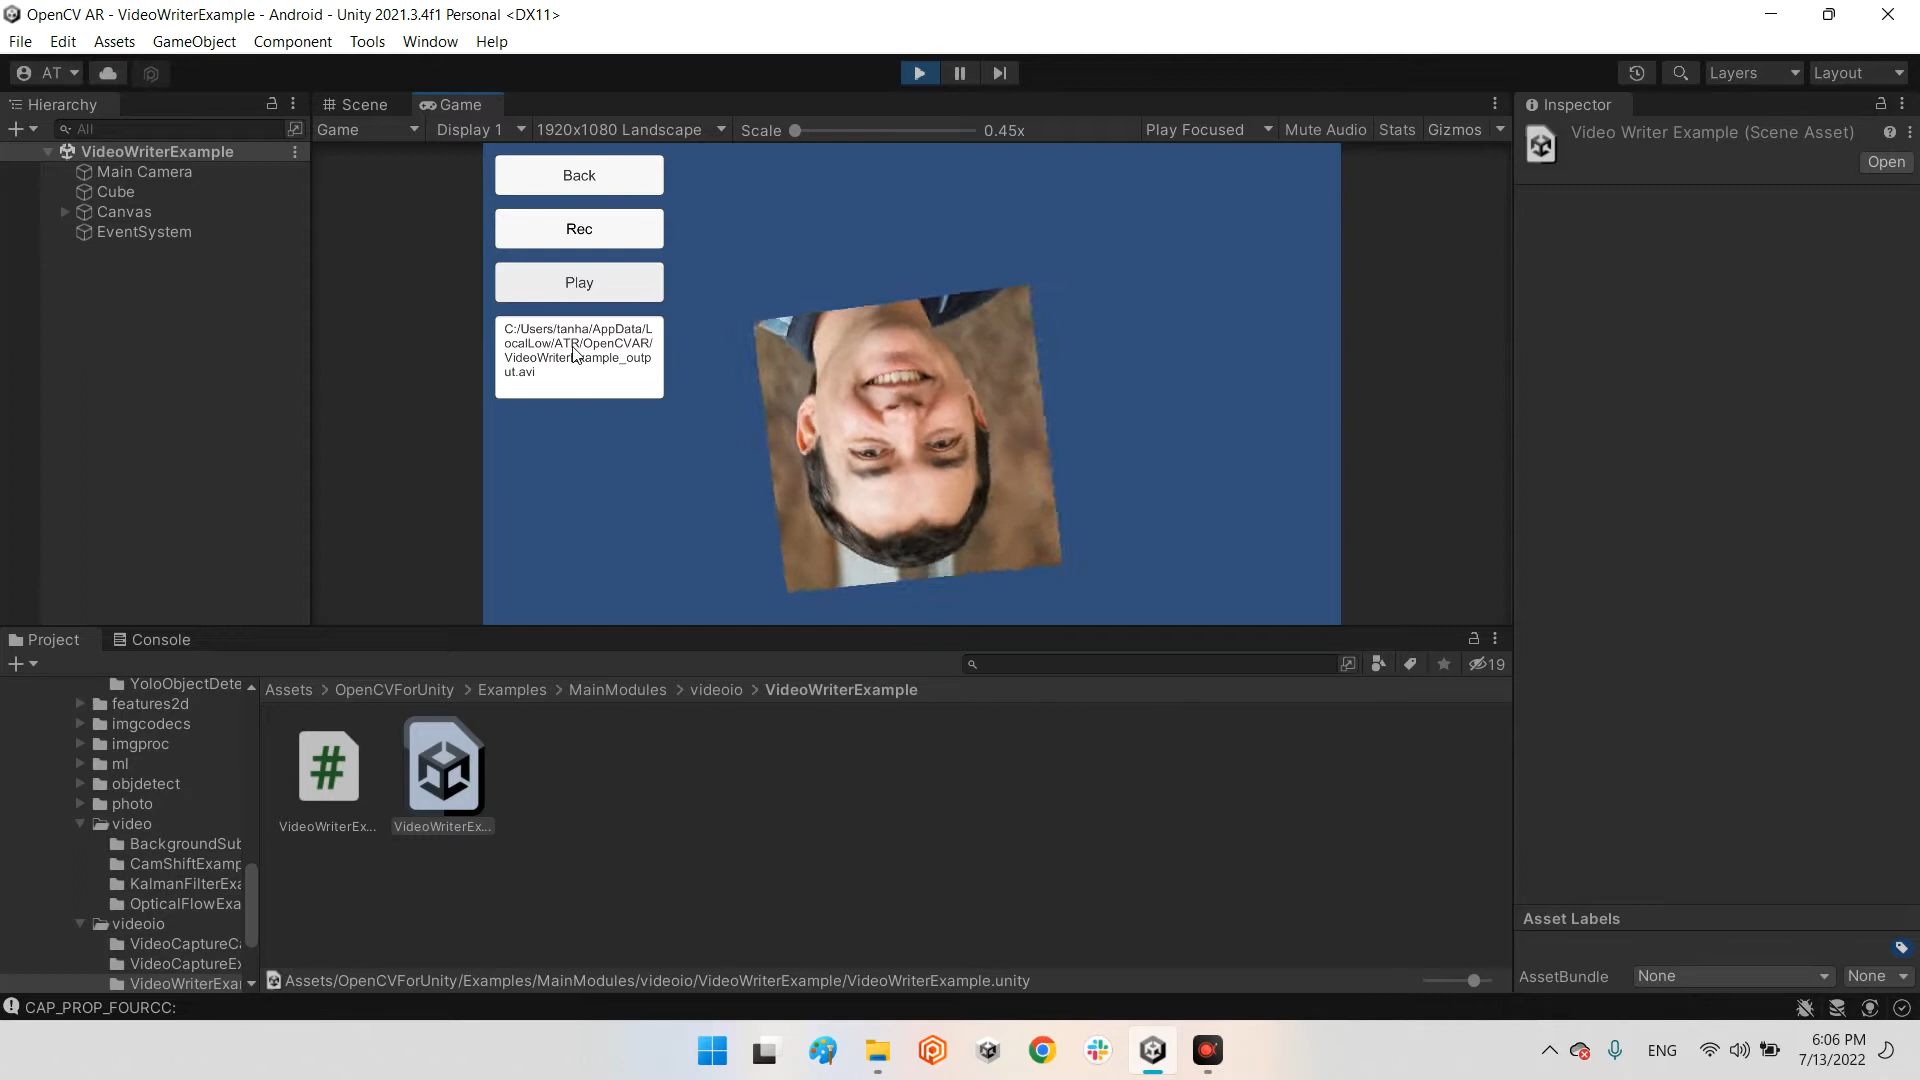 OpenCV AR - VideoWriterExample - Android - Unity 2021.3.4f1 Personal <DX11>
File Edit Assets GameObject Component Tools Window Help
AT Layers Layout
Hierarchy
All
VideoWriterExample
Main Camera
Cube
Canvas
EventSystem
Scene Game
Game Display 1 1920x1080 Landscape Scale 0.45x Play Focused Mute Audio Stats Gizmos
Back
Rec
Play
C:/Users/tanha/AppData/L
ocalLow/ATR/OpenCVAR/
VideoWriterExample_outp
ut.avi
Inspector
Video Writer Example (Scene Asset)
Open
Project Console
19
YoloObjectDete
features2d
imgcodecs
imgproc
ml
objdetect
photo
video
BackgroundSub
CamShiftExamp
KalmanFilterExa
OpticalFlowExa
videoio
VideoCaptureCa
VideoCaptureEx
VideoWriterExar
Assets > OpenCVForUnity > Examples > MainModules > videoio > VideoWriterExample
VideoWriterEx... VideoWriterEx...
Assets/OpenCVForUnity/Examples/MainModules/videoio/VideoWriterExample/VideoWriterExample.unity
Asset Labels
AssetBundle None None
CAP_PROP_FOURCC:
ENG
6:06 PM
7/13/2022